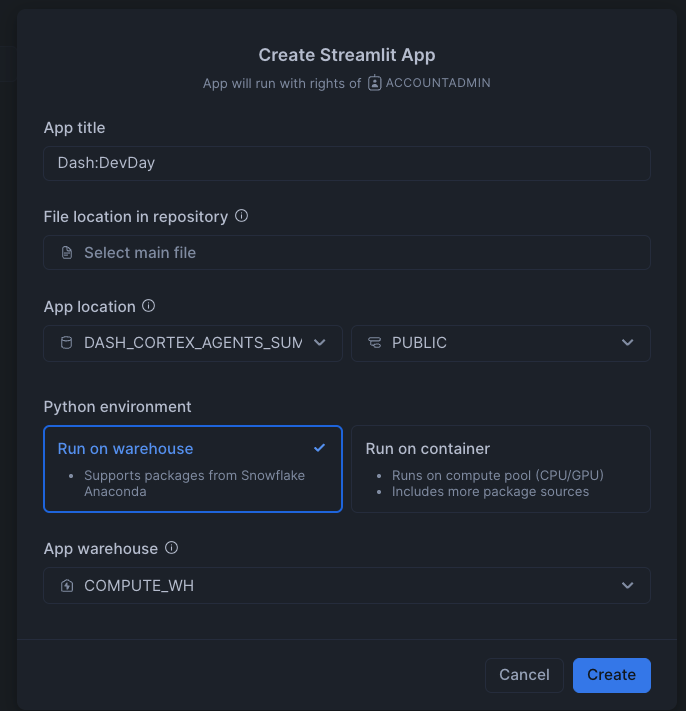 Create Streamlit App
App will run with rights of ACCOUNTADMIN
App title
Dash:DevDay
File location in repository
Select main file
App location
DASH_CORTEX_AGENTS_SUM
PUBLIC
Python environment
Run on warehouse
Supports packages from Snowflake
Anaconda
Run on container
Runs on compute pool (CPU/GPU)
Includes more package sources
App warehouse
COMPUTE_WH
Cancel
Create